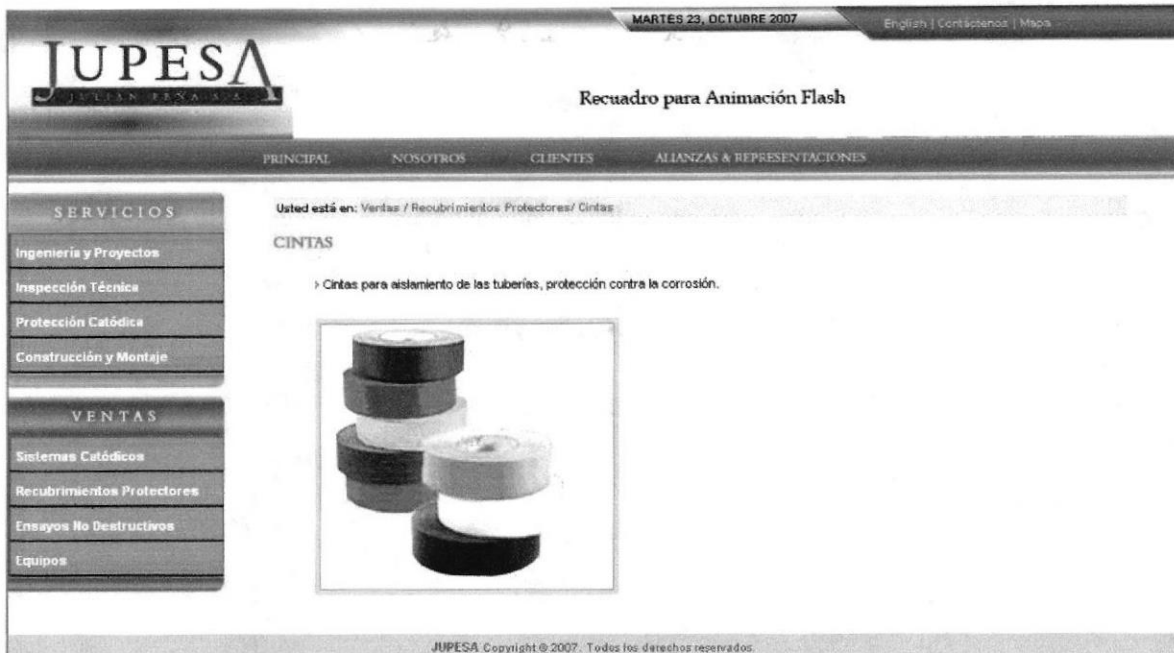 MARTES 23, OCTUBRE 2007
English | Contáctenos | Mapa
JUPESA
JULIAN PEÑA S.A.
Recuadro para Animación Flash
PRINCIPAL NOSOTROS CLIENTES ALIANZAS & REPRESENTACIONES
SERVICIOS
Ingeniería y Proyectos
Inspección Técnica
Protección Catódica
Construcción y Montaje
VENTAS
Sistemas Catódicos
Recubrimientos Protectores
Ensayos No Destructivos
Equipos
Usted está en: Ventas / Recubrimientos Protectores/ Cintas
CINTAS
› Cintas para aislamiento de las tuberías, protección contra la corrosión.
JUPESA Copyright © 2007. Todos los derechos reservados.